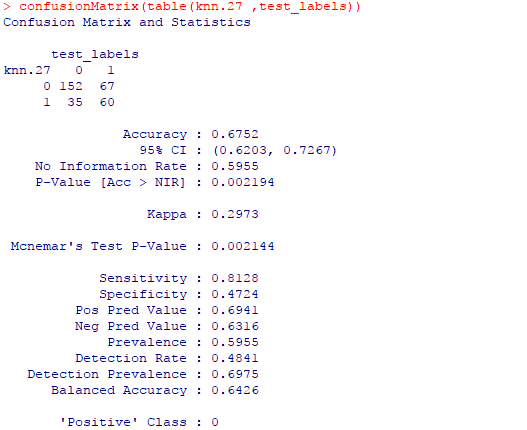 > confusionMatrix(table(knn.27 ,test_labels))
Confusion Matrix and Statistics
test_labels
knn.27 0 1
0 152 67
1 35 60
Accuracy : 0.6752
95% CI : (0.6203, 0.7267)
No Information Rate : 0.5955
P-Value [Acc > NIR] : 0.002194
Kappa : 0.2973
Mcnemar's Test P-Value : 0.002144
Sensitivity : 0.8128
Specificity : 0.4724
Pos Pred Value : 0.6941
Neg Pred Value : 0.6316
Prevalence : 0.5955
Detection Rate : 0.4841
Detection Prevalence : 0.6975
Balanced Accuracy : 0.6426
'Positive' Class : 0